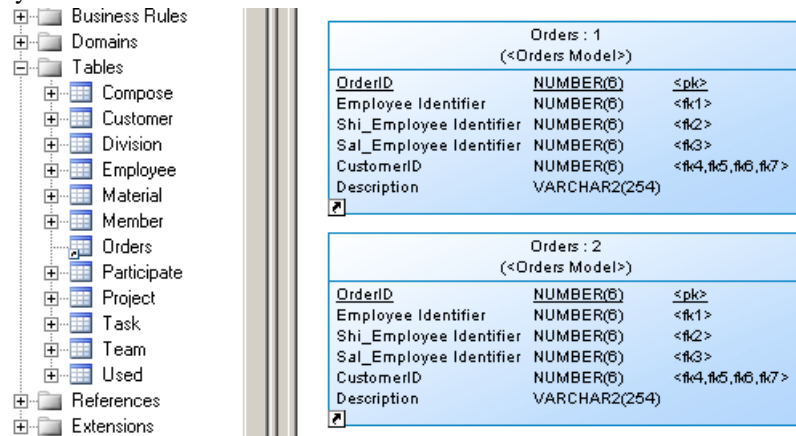 Business Rules
Domains
Tables
Compose
Customer
Division
Employee
Material
Member
Orders
Participate
Project
Task
Team
Used
References
Extensions
Orders : 1
(<Orders Model>)
OrderID NUMBER(6) <pk>
Employee Identifier NUMBER(6) <fk1>
Shi_Employee Identifier NUMBER(6) <fk2>
Sal_Employee Identifier NUMBER(6) <fk3>
CustomerID NUMBER(6) <fk4,fk5,fk6,fk7>
Description VARCHAR2(254)
Orders : 2
(<Orders Model>)
OrderID NUMBER(6) <pk>
Employee Identifier NUMBER(6) <fk1>
Shi_Employee Identifier NUMBER(6) <fk2>
Sal_Employee Identifier NUMBER(6) <fk3>
CustomerID NUMBER(6) <fk4,fk5,fk6,fk7>
Description VARCHAR2(254)